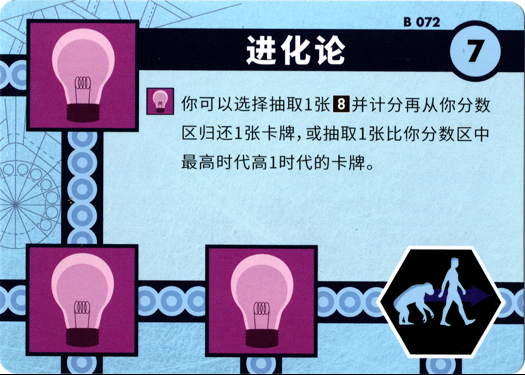 B 072
进化论
7
你可以选择抽取1张8并计分再从你分数
区归还1张卡牌,或抽取1张比你分数区中
最高时代高1时代的卡牌。